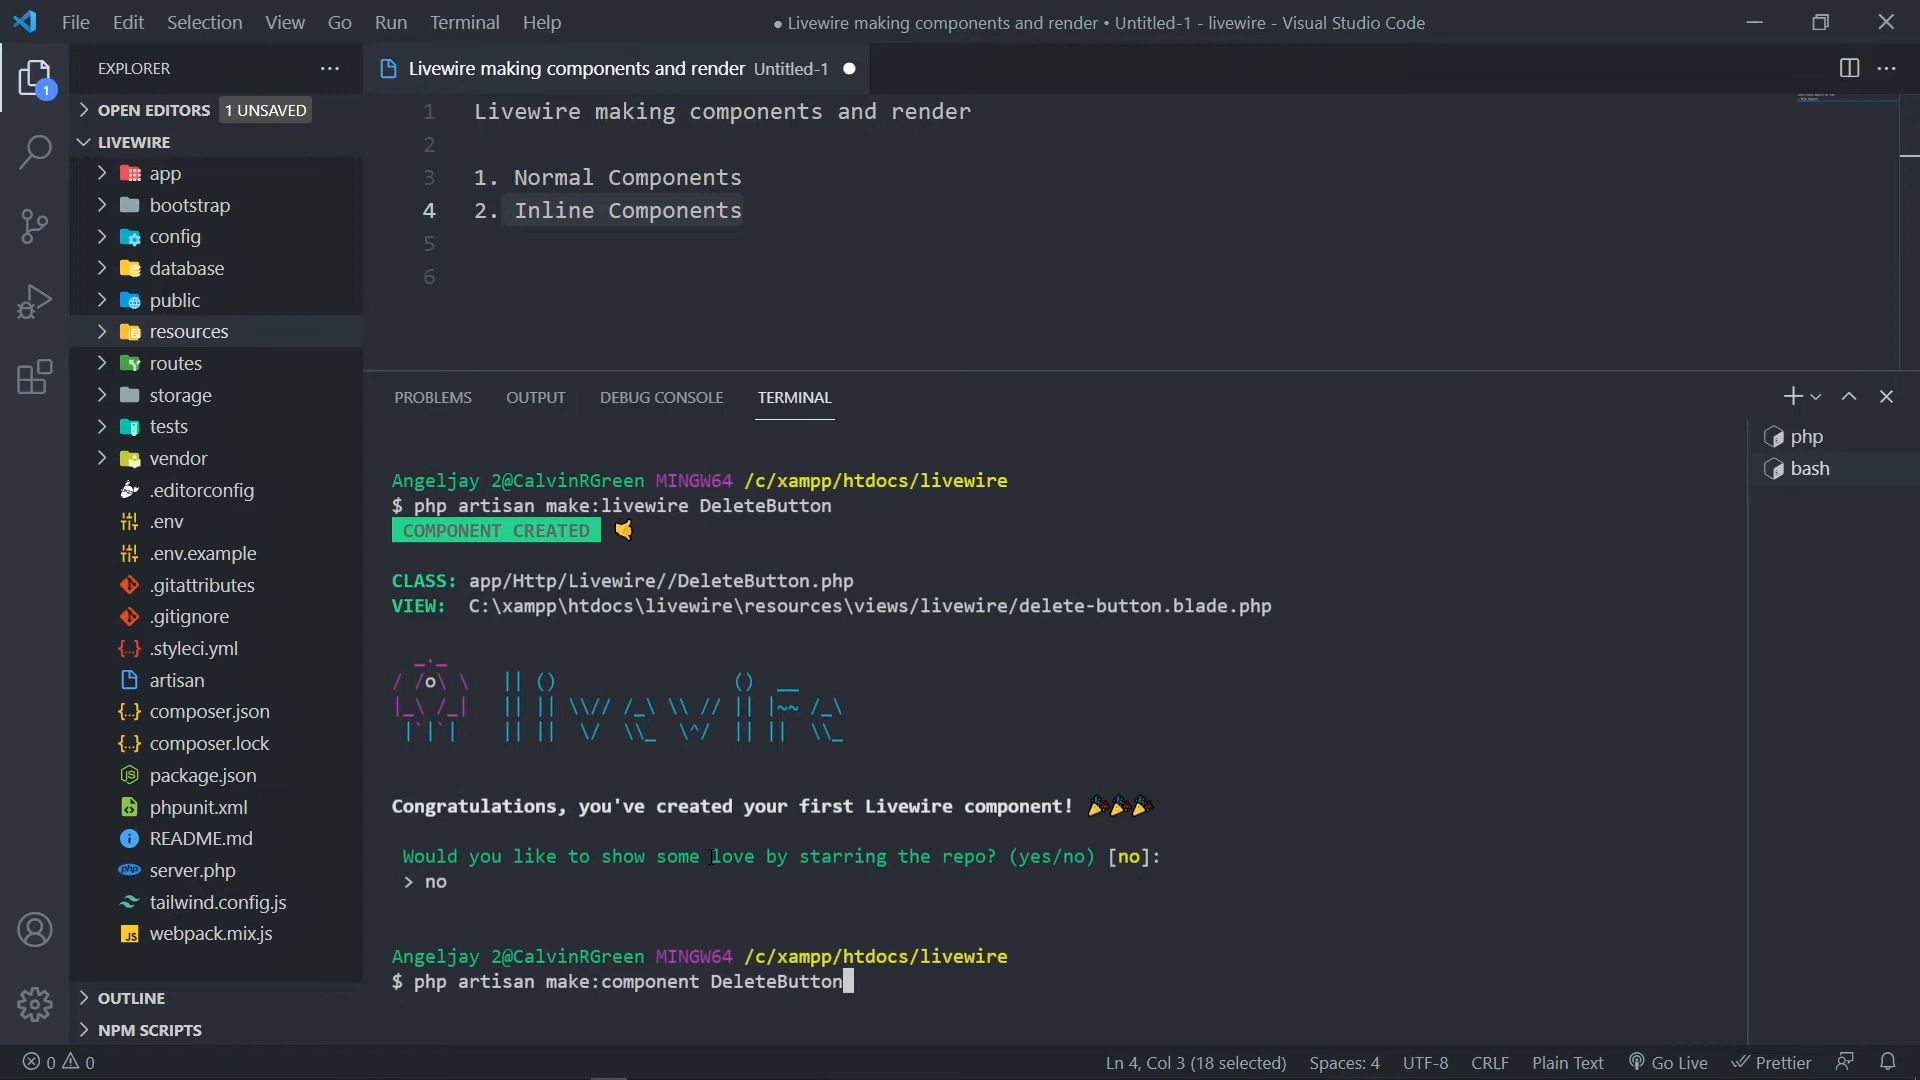 File Edit Selection View Go Run Terminal Help
● Livewire making components and render • Untitled-1 - livewire - Visual Studio Code
EXPLORER
Livewire making components and render Untitled-1
OPEN EDITORS 1 UNSAVED
LIVEWIRE
app
bootstrap
config
database
public
resources
routes
storage
tests
vendor
.editorconfig
.env
.env.example
.gitattributes
.gitignore
.styleci.yml
artisan
composer.json
composer.lock
package.json
phpunit.xml
README.md
server.php
tailwind.config.js
webpack.mix.js
OUTLINE
NPM SCRIPTS
1 Livewire making components and render
2
3 1. Normal Components
4 2. Inline Components
5
6
PROBLEMS OUTPUT DEBUG CONSOLE TERMINAL
php
bash
Angeljay 2@CalvinRGreen MINGW64 /c/xampp/htdocs/livewire
$ php artisan make:livewire DeleteButton
COMPONENT CREATED 🤙
CLASS: app/Http/Livewire//DeleteButton.php
VIEW: C:\xampp\htdocs\livewire\resources\views/livewire/delete-button.blade.php
Congratulations, you've created your first Livewire component! 🎉🎉🎉
Would you like to show some love by starring the repo? (yes/no) [no]:
> no
Angeljay 2@CalvinRGreen MINGW64 /c/xampp/htdocs/livewire
$ php artisan make:component DeleteButton
0 0
Ln 4, Col 3 (18 selected) Spaces: 4 UTF-8 CRLF Plain Text Go Live Prettier